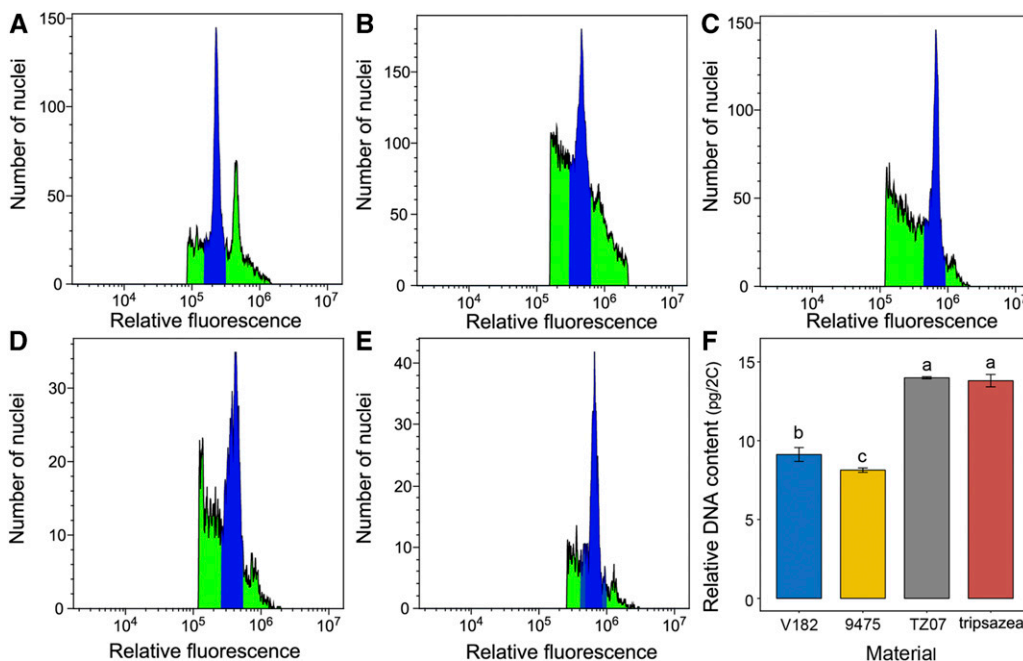 A
Number of nuclei
150
100
50
0
10^4 10^5 10^6 10^7
Relative fluorescence
B
Number of nuclei
150
100
50
0
10^4 10^5 10^6 10^7
Relative fluorescence
C
Number of nuclei
150
100
50
0
10^4 10^5 10^6 10^7
Relative fluorescence
D
Number of nuclei
30
20
10
0
10^4 10^5 10^6 10^7
Relative fluorescence
E
Number of nuclei
40
30
20
10
0
10^4 10^5 10^6 10^7
Relative fluorescence
F
Relative DNA content (pg/2C)
15
10
5
0
b c a a
V182 9475 TZ07 tripsazea
Material